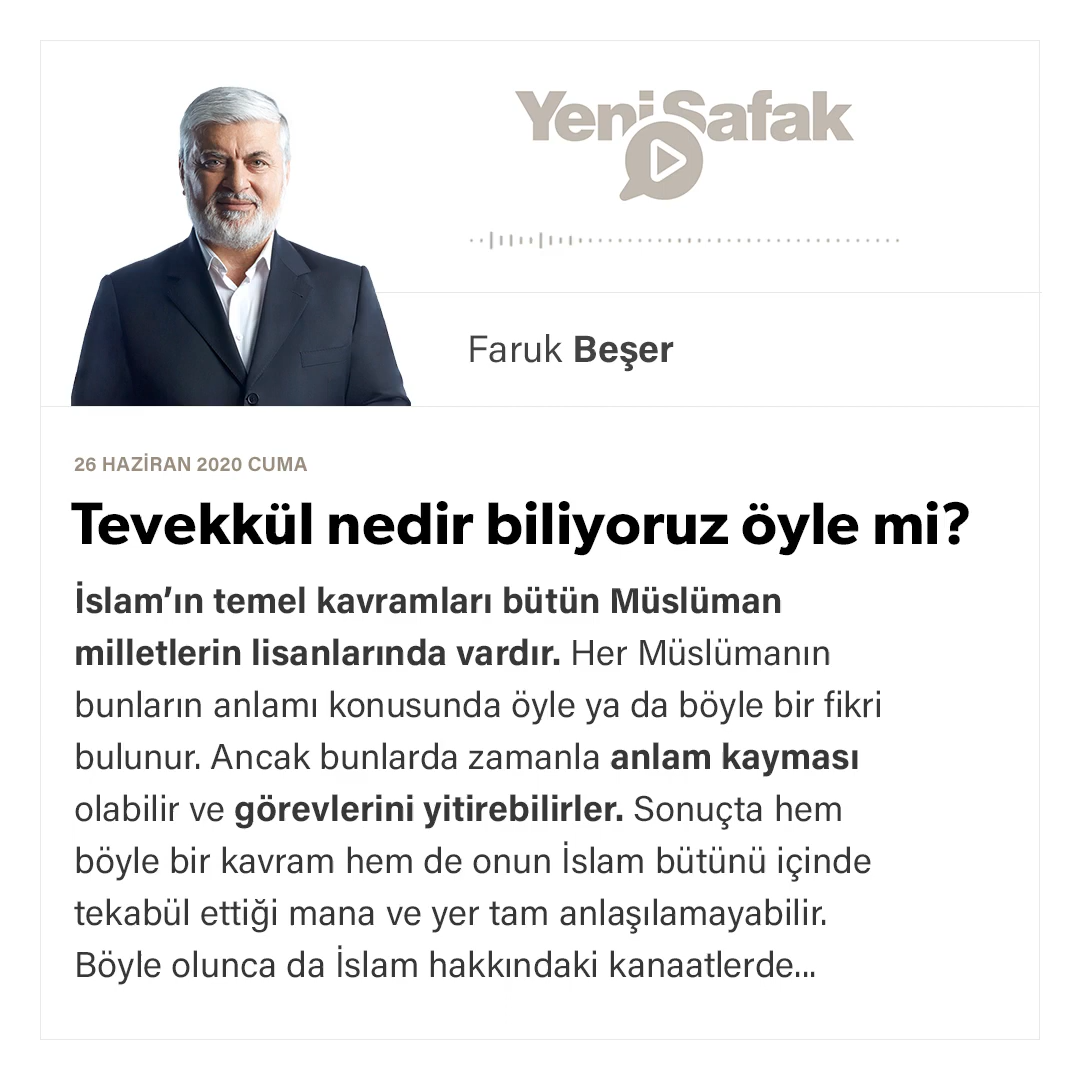 YeniŞafak
Faruk Beşer
26 HAZİRAN 2020 CUMA
Tevekkül nedir biliyoruz öyle mi?
İslam’ın temel kavramları bütün Müslüman
milletlerin lisanlarında vardır. Her Müslümanın
bunların anlamı konusunda öyle ya da böyle bir fikri
bulunur. Ancak bunlarda zamanla anlam kayması
olabilir ve görevlerini yitirebilirler. Sonuçta hem
böyle bir kavram hem de onun İslam bütünü içinde
tekabül ettiği mana ve yer tam anlaşılamayabilir.
Böyle olunca da İslam hakkındaki kanaatlerde...